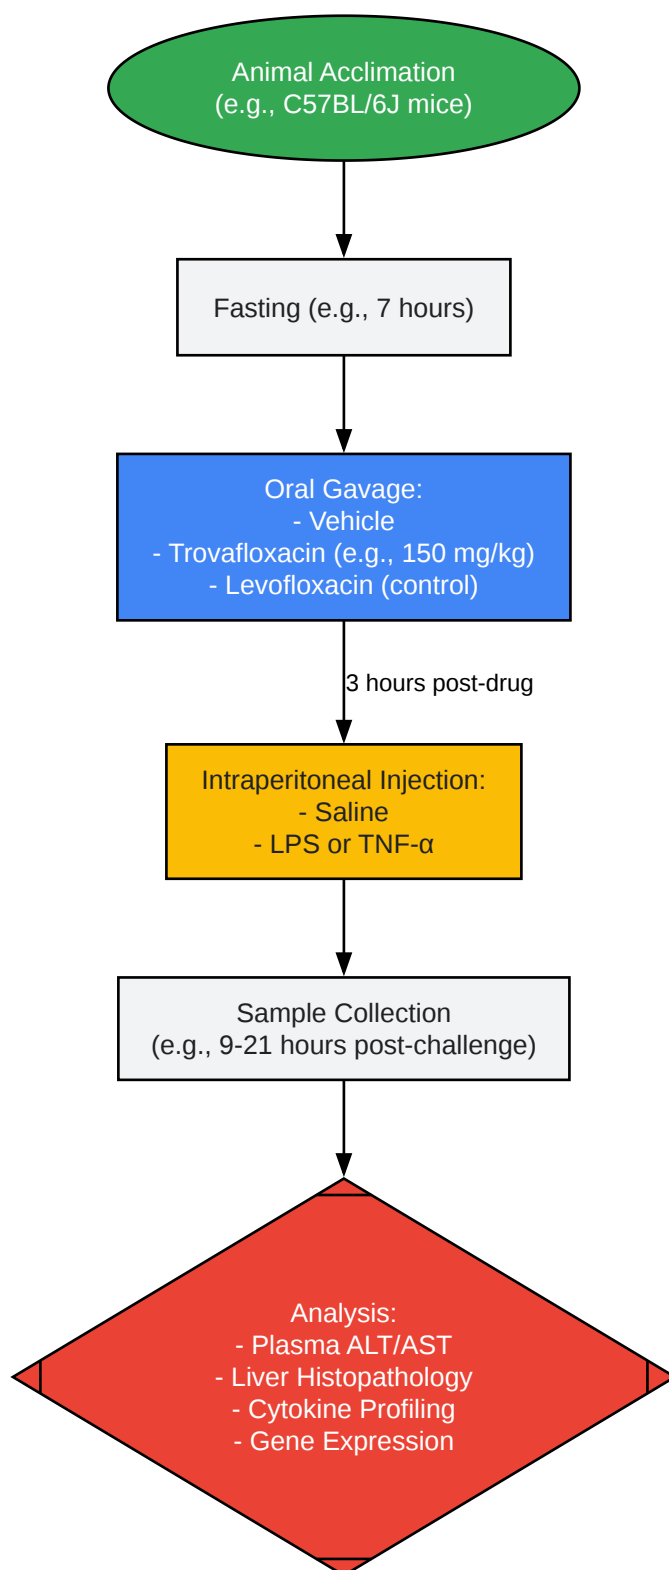 Animal Acclimation
(e.g., C57BL/6J mice)
Fasting (e.g., 7 hours)
Oral Gavage:
- Vehicle
- Trovafloxacin (e.g., 150 mg/kg)
- Levofloxacin (control)
3 hours post-drug
Intraperitoneal Injection:
- Saline
- LPS or TNF-α
Sample Collection
(e.g., 9-21 hours post-challenge)
Analysis:
- Plasma ALT/AST
- Liver Histopathology
- Cytokine Profiling
- Gene Expression